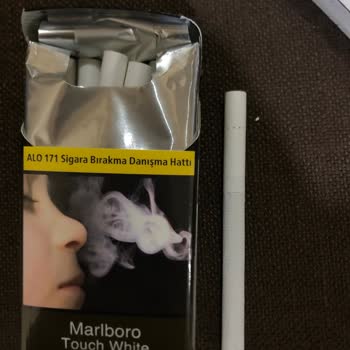 ALO 171 Sigara Bırakma Danışma Hattı
Marlboro
Touch White